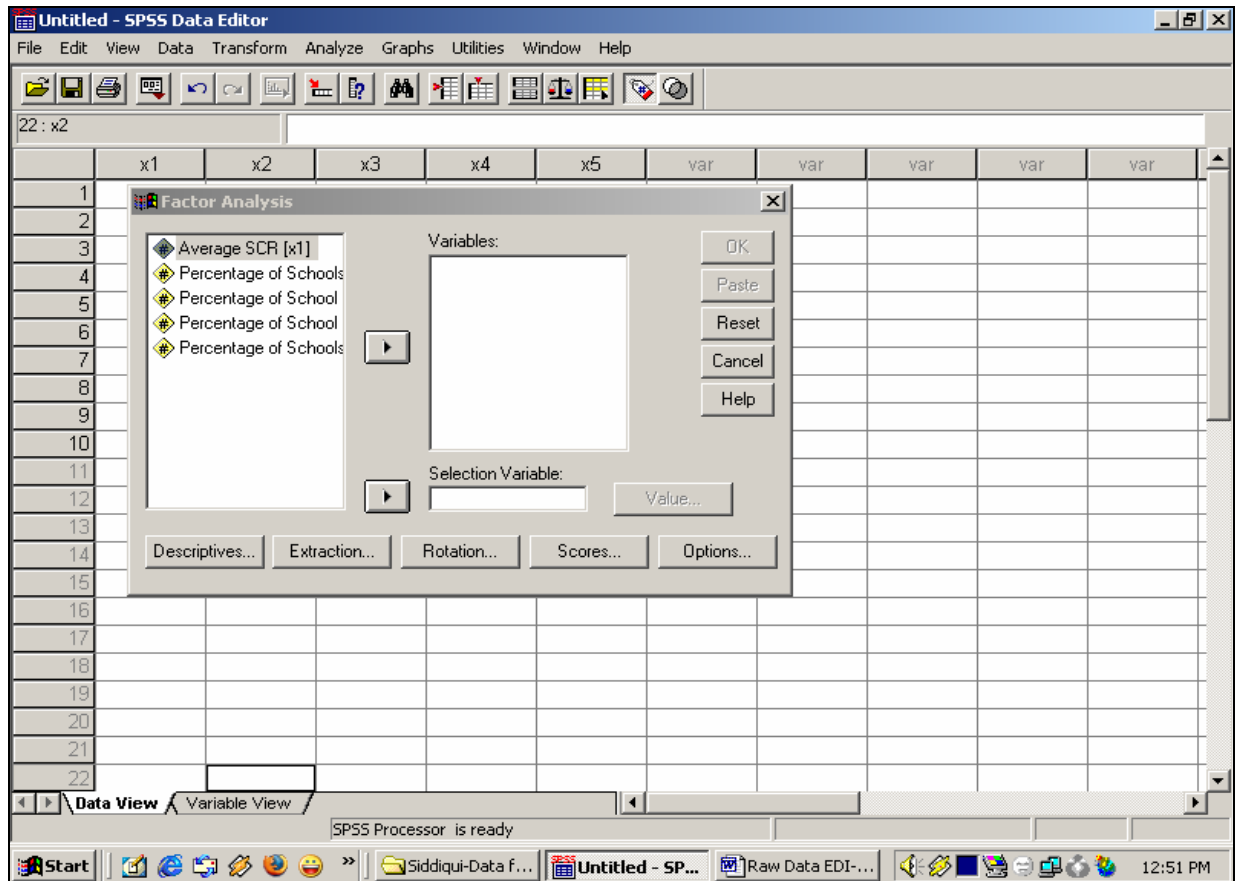 Untitled - SPSS Data Editor
File Edit View Data Transform Analyze Graphs Utilities Window Help
22 : x2
x1 x2 x3 x4 x5 var var var var var
1
2
3
4
5
6
7
8
9
10
11
12
13
14
15
16
17
18
19
20
21
22
Factor Analysis
Average SCR [x1]
Percentage of Schools
Percentage of School
Percentage of School
Percentage of Schools
Variables:
OK
Paste
Reset
Cancel
Help
Selection Variable:
Value...
Descriptives... Extraction... Rotation... Scores... Options...
Data View Variable View
SPSS Processor is ready
Start » Siddiqui-Data f... Untitled - SP... Raw Data EDI-... 12:51 PM